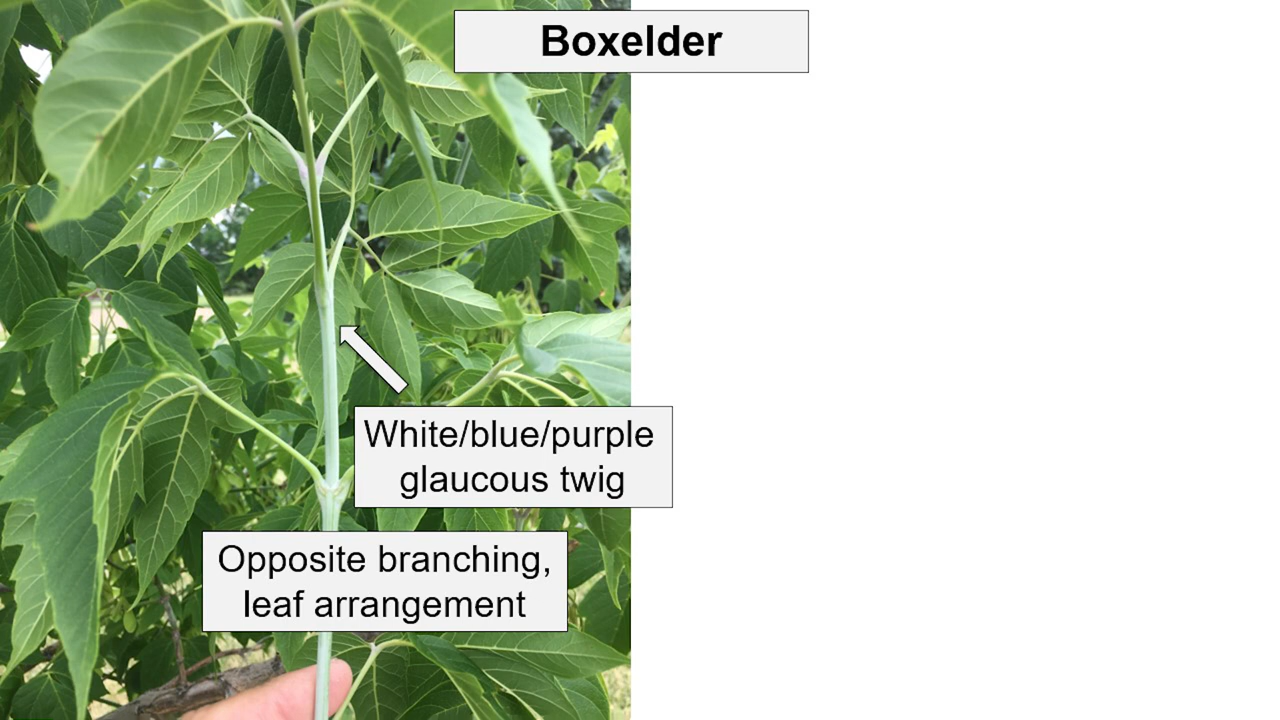 Boxelder
White/blue/purple
glaucous twig
Opposite branching,
leaf arrangement